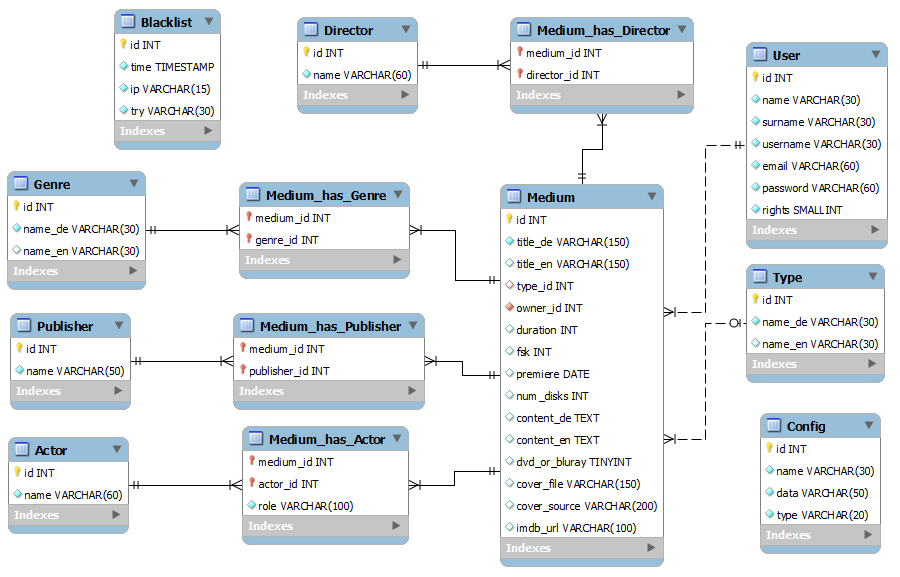 Blacklist
id INT
time TIMESTAMP
ip VARCHAR(15)
try VARCHAR(30)
Indexes
Director
id INT
name VARCHAR(60)
Indexes
Medium_has_Director
medium_id INT
director_id INT
Indexes
User
id INT
name VARCHAR(30)
surname VARCHAR(30)
username VARCHAR(30)
email VARCHAR(60)
password VARCHAR(60)
rights SMALLINT
Indexes
Genre
id INT
name_de VARCHAR(30)
name_en VARCHAR(30)
Indexes
Medium_has_Genre
medium_id INT
genre_id INT
Indexes
Medium
id INT
title_de VARCHAR(150)
title_en VARCHAR(150)
type_id INT
owner_id INT
duration INT
fsk INT
premiere DATE
num_disks INT
content_de TEXT
content_en TEXT
dvd_or_bluray TINYINT
cover_file VARCHAR(150)
cover_source VARCHAR(200)
imdb_url VARCHAR(100)
Indexes
Type
id INT
name_de VARCHAR(30)
name_en VARCHAR(30)
Indexes
Publisher
id INT
name VARCHAR(50)
Indexes
Medium_has_Publisher
medium_id INT
publisher_id INT
Indexes
Actor
id INT
name VARCHAR(60)
Indexes
Medium_has_Actor
medium_id INT
actor_id INT
role VARCHAR(100)
Indexes
Config
id INT
name VARCHAR(30)
data VARCHAR(50)
type VARCHAR(20)
Indexes